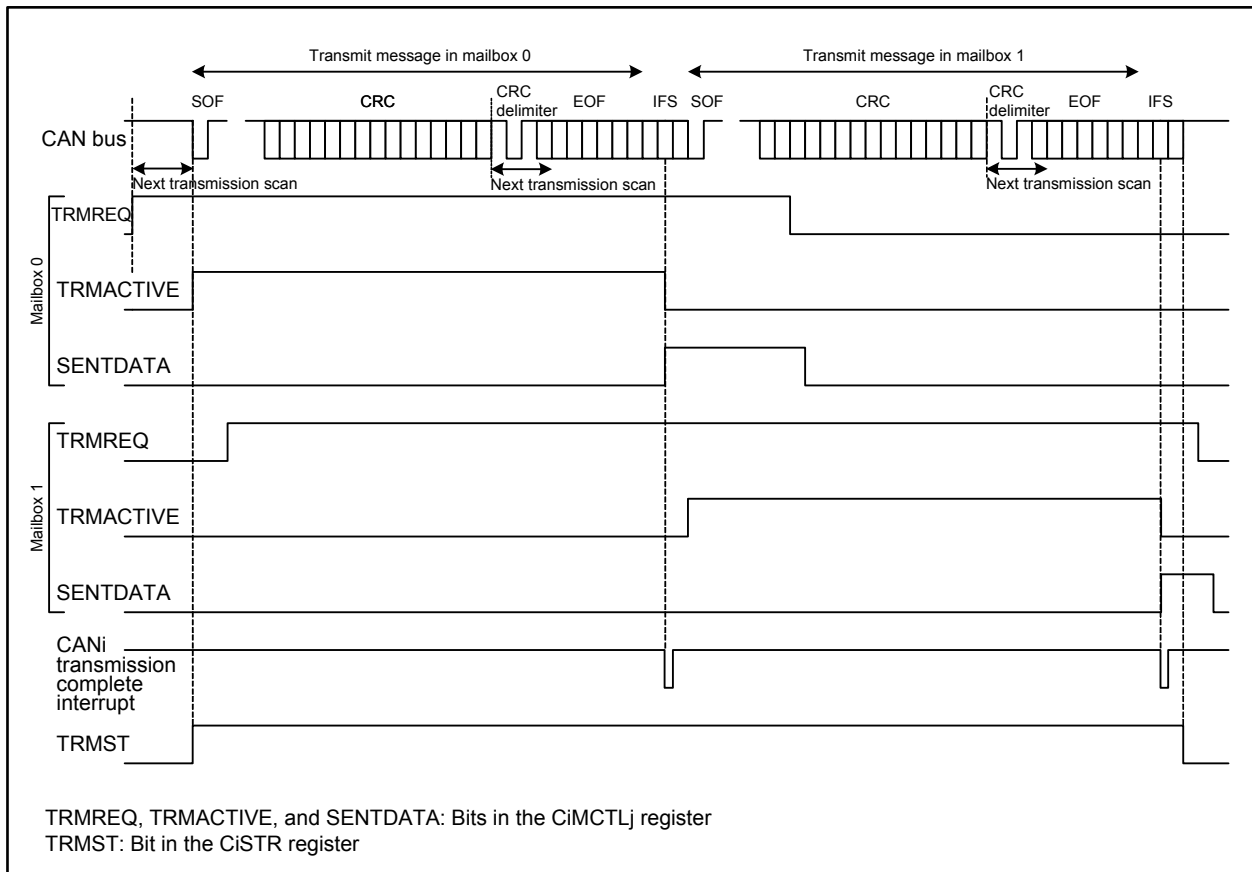 Transmit message in mailbox 0
Transmit message in mailbox 1
SOF
CRC
CRC
delimiter
EOF
IFS
SOF
CRC
CRC
delimiter
EOF
IFS
CAN bus
Next transmission scan
Next transmission scan
Next transmission scan
Mailbox 0
TRMREQ
TRMACTIVE
SENTDATA
Mailbox 1
TRMREQ
TRMACTIVE
SENTDATA
CANi
transmission
complete
interrupt
TRMST
TRMREQ, TRMACTIVE, and SENTDATA: Bits in the CiMCTLj register
TRMST: Bit in the CiSTR register